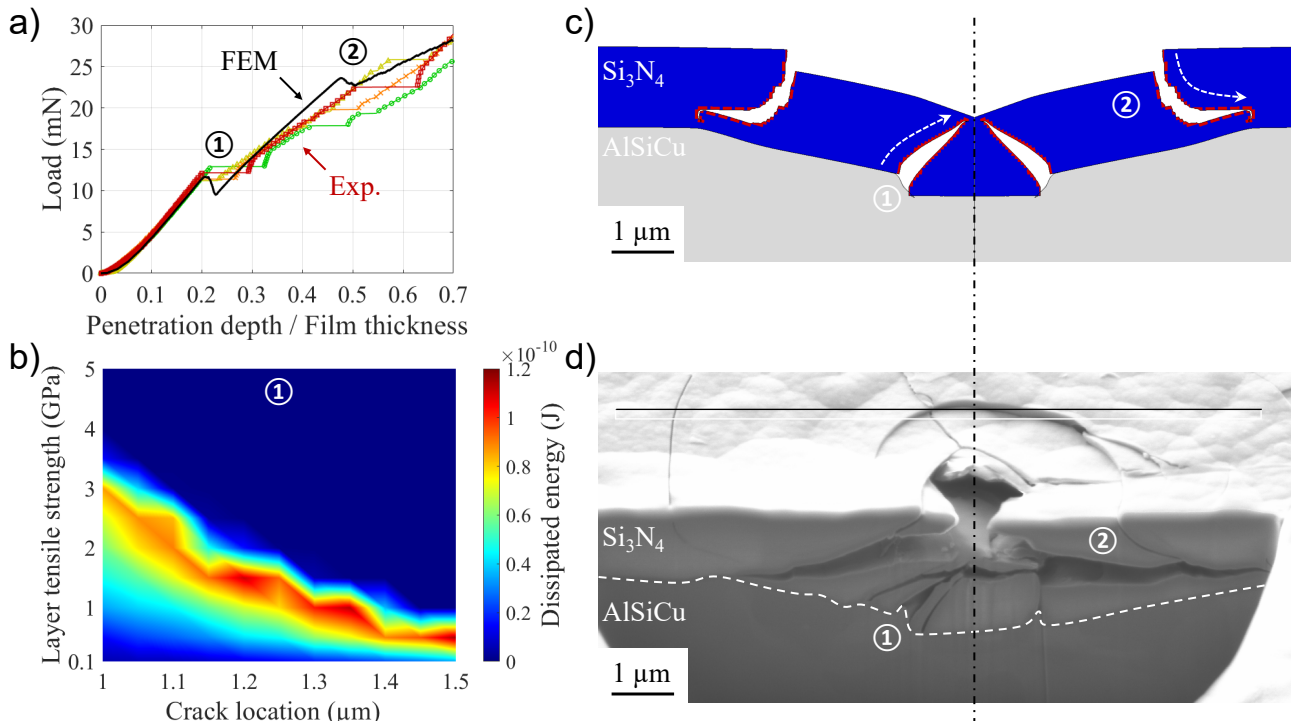 a)
Load (mN)
30
25
20
15
10
5
0
FEM
Exp.
①
②
0 0.1 0.2 0.3 0.4 0.5 0.6 0.7
Penetration depth / Film thickness
b)
Layer tensile strength (GPa)
5
4
3
2
1
0.1
①
1 1.1 1.2 1.3 1.4 1.5
Crack location (µm)
×10⁻¹⁰
1.2
1
0.8
0.6
0.4
0.2
0
Dissipated energy (J)
c)
Si₃N₄
AlSiCu
①
②
1 µm
d)
Si₃N₄
AlSiCu
①
②
1 µm